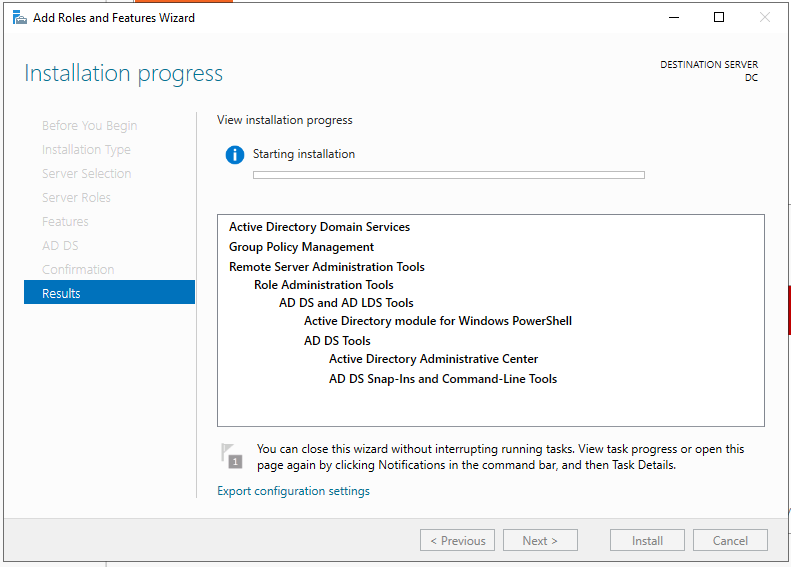 Add Roles and Features Wizard
Installation progress
DESTINATION SERVER
DC
Before You Begin
Installation Type
Server Selection
Server Roles
Features
AD DS
Confirmation
Results
View installation progress
Starting installation
Active Directory Domain Services
Group Policy Management
Remote Server Administration Tools
Role Administration Tools
AD DS and AD LDS Tools
Active Directory module for Windows PowerShell
AD DS Tools
Active Directory Administrative Center
AD DS Snap-Ins and Command-Line Tools
1
You can close this wizard without interrupting running tasks. View task progress or open this
page again by clicking Notifications in the command bar, and then Task Details.
Export configuration settings
< Previous
Next >
Install
Cancel